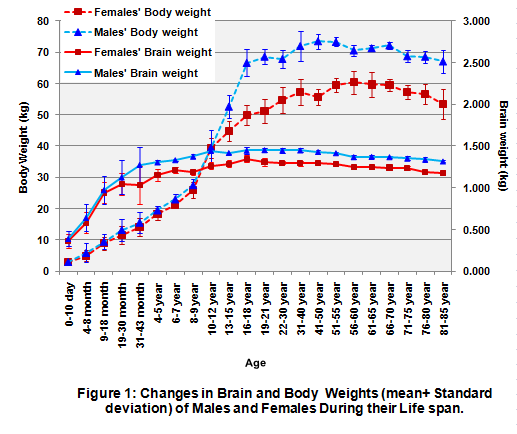 Females' Body weight
Males' Body weight
Females' Brain weight
Males' Brain weight
Body Weight (kg)
80
70
60
50
40
30
20
10
0
3.000
2.500
2.000
1.500
1.000
0.500
0.000
Brain weight (kg)
0-10 day
4-8 month
9-18 month
19-30 month
31-43 month
4-5 year
6-7 year
8-9 year
10-12 year
13-15 year
16-18 year
19-21 year
22-30 year
31-40 year
41-50 year
51-55 year
56-60 year
61-65 year
66-70 year
71-75 year
76-80 year
81-85 year
Age
Figure 1: Changes in Brain and Body Weights (mean+ Standard
deviation) of Males and Females During their Life span.